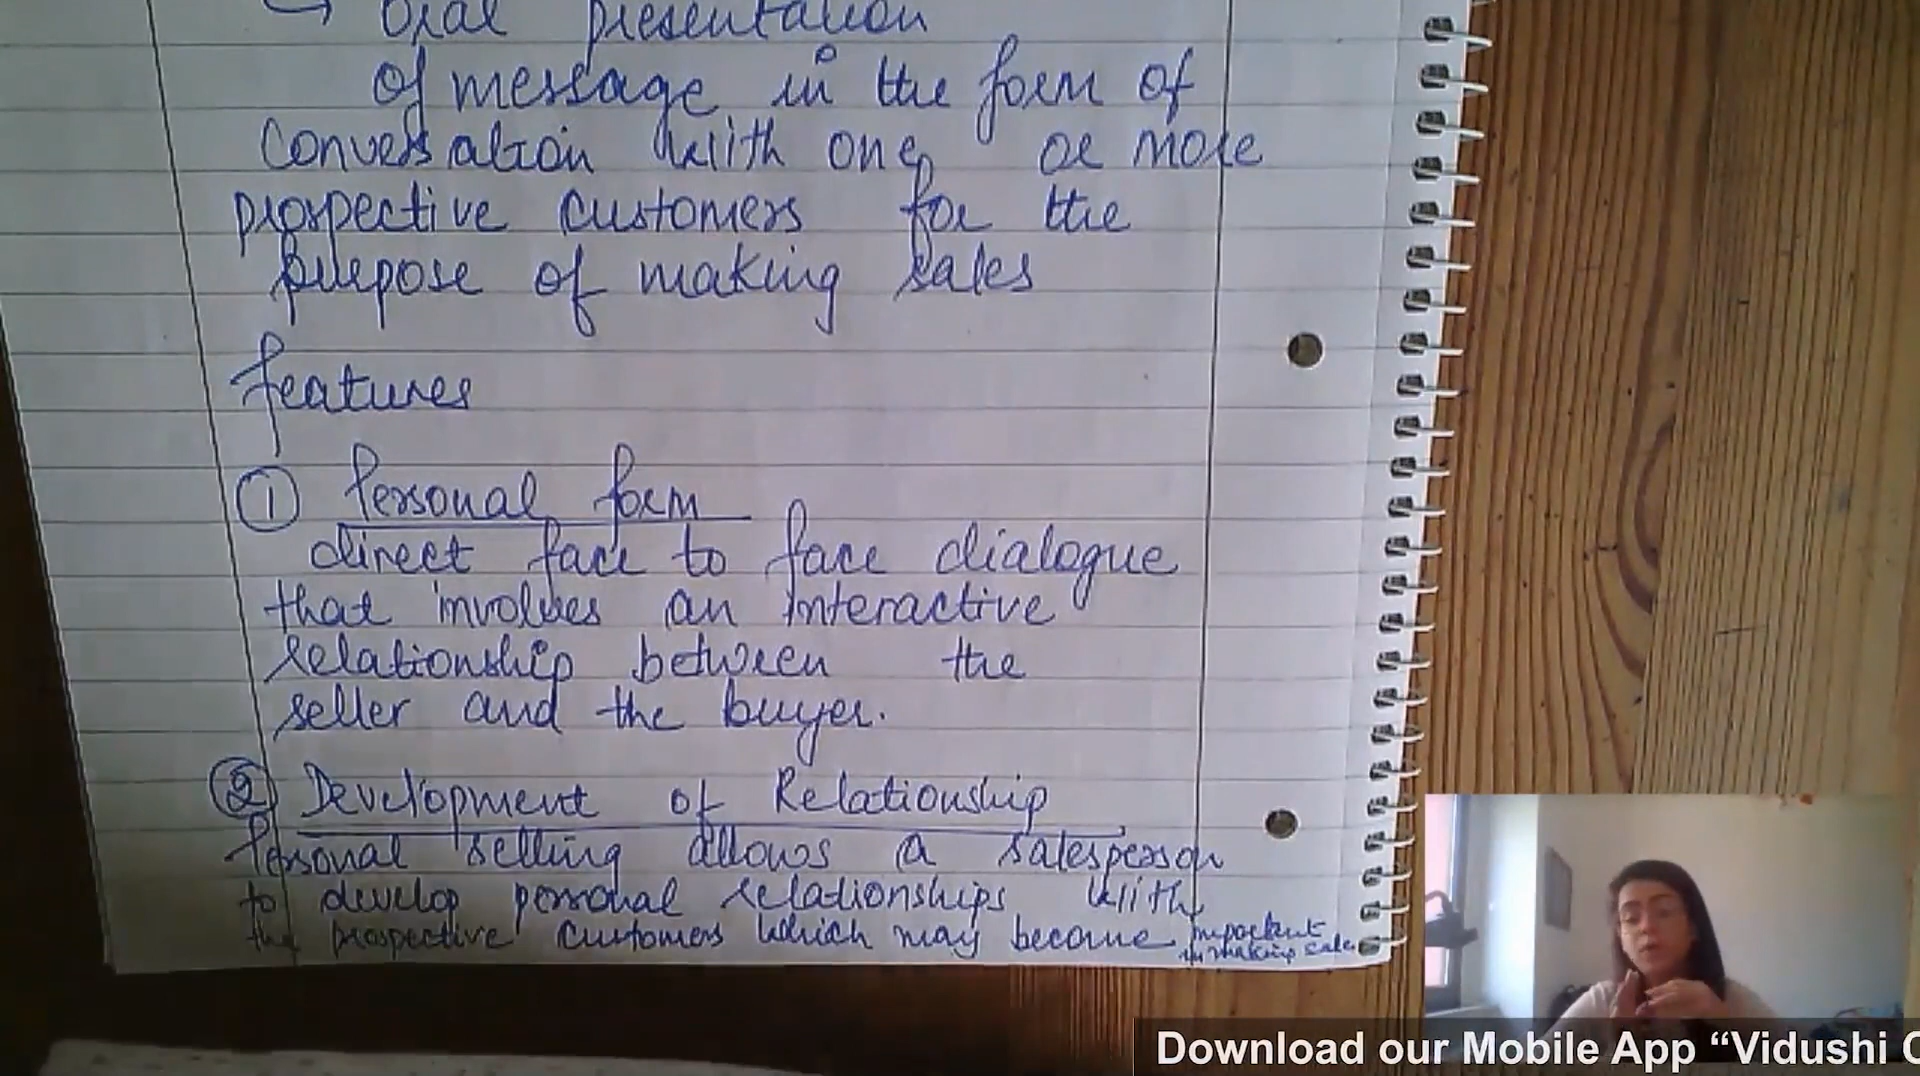 → Oral presentation
of message in the form of
conversation with one or more
prospective customers for the
purpose of making sales
features
① Personal form
direct face to face dialogue
that involves an interactive
relationship between the
seller and the buyer.
② Development of Relationship
Personal selling allows a salesperson
to develop personal relationships with
the prospective customers which may become important
in making sale.
Download our Mobile App “Vidushi C